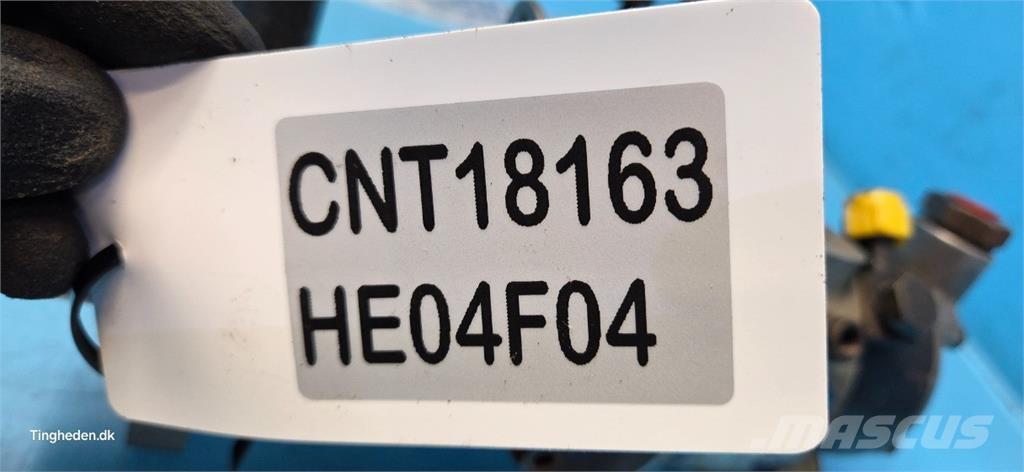 CNT18163
HE04F04
Tingheden.dk
MASCUS